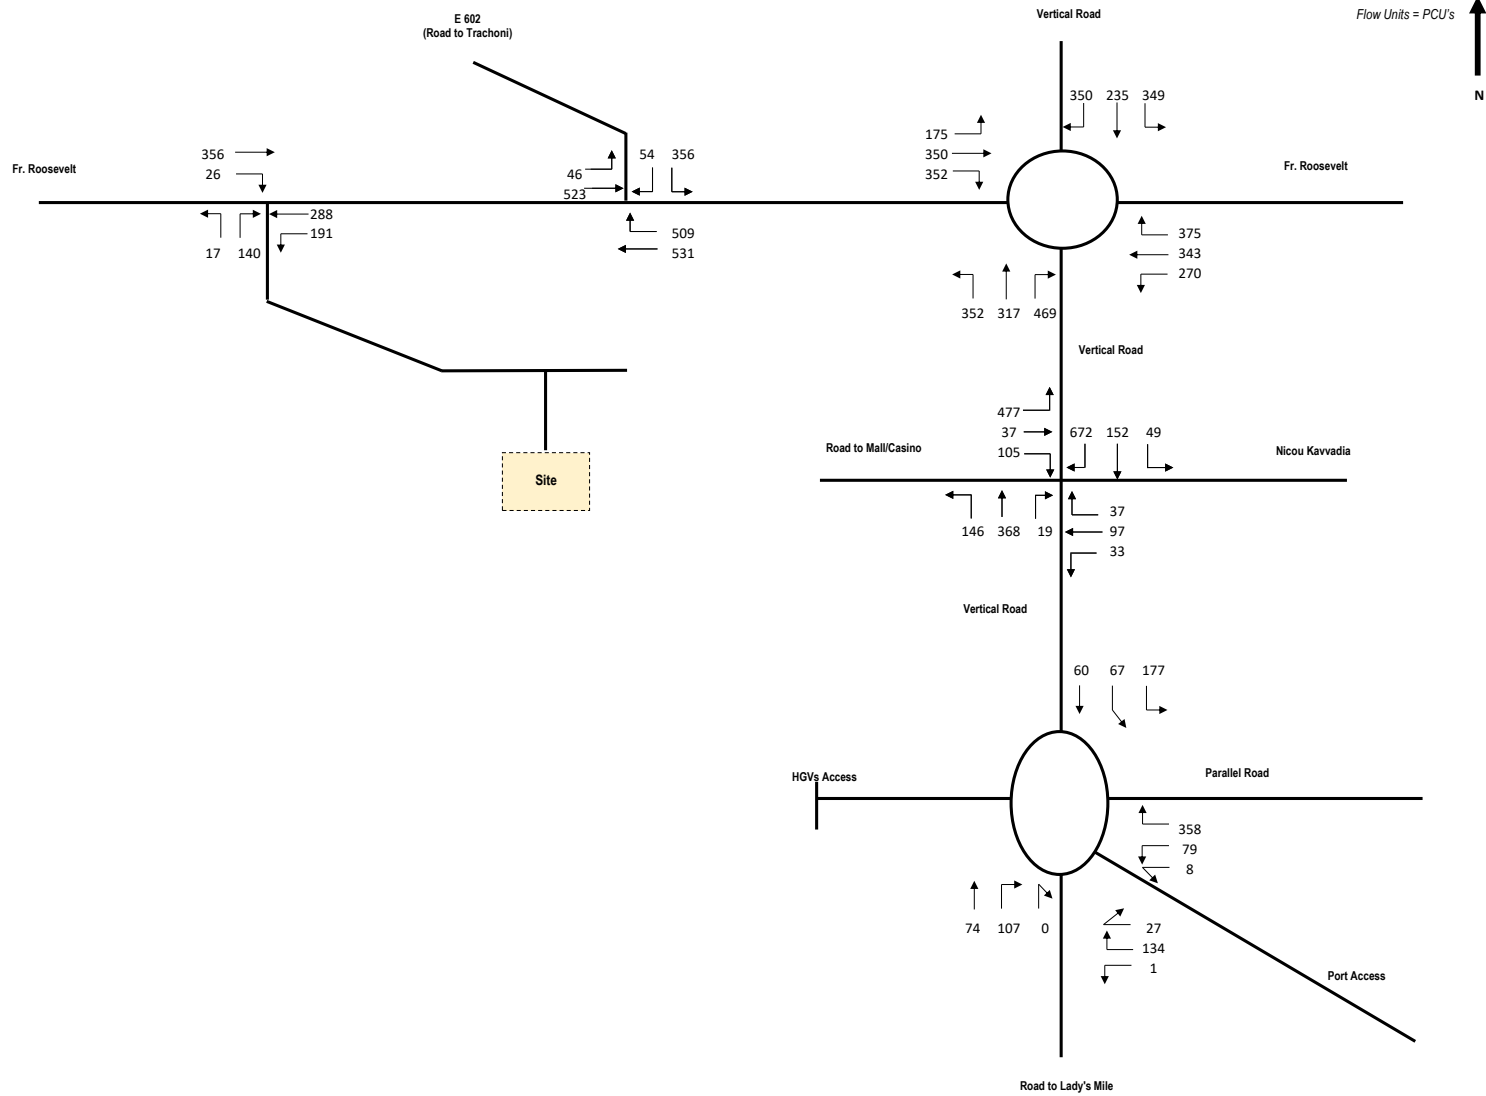 E 602
(Road to Trachoni)
Vertical Road
Flow Units = PCU's
N
350 235 349
175
350
352
356
26
54 356
46
523
Fr. Roosevelt
Fr. Roosevelt
288
191
17 140
509
531
375
343
270
352 317 469
Vertical Road
477
37
105
672 152 49
Road to Mall/Casino
Nicou Kavvadia
Site
146 368 19
37
97
33
Vertical Road
60 67 177
HGVs Access
Parallel Road
358
79
8
74 107 0
27
134
1
Port Access
Road to Lady's Mile